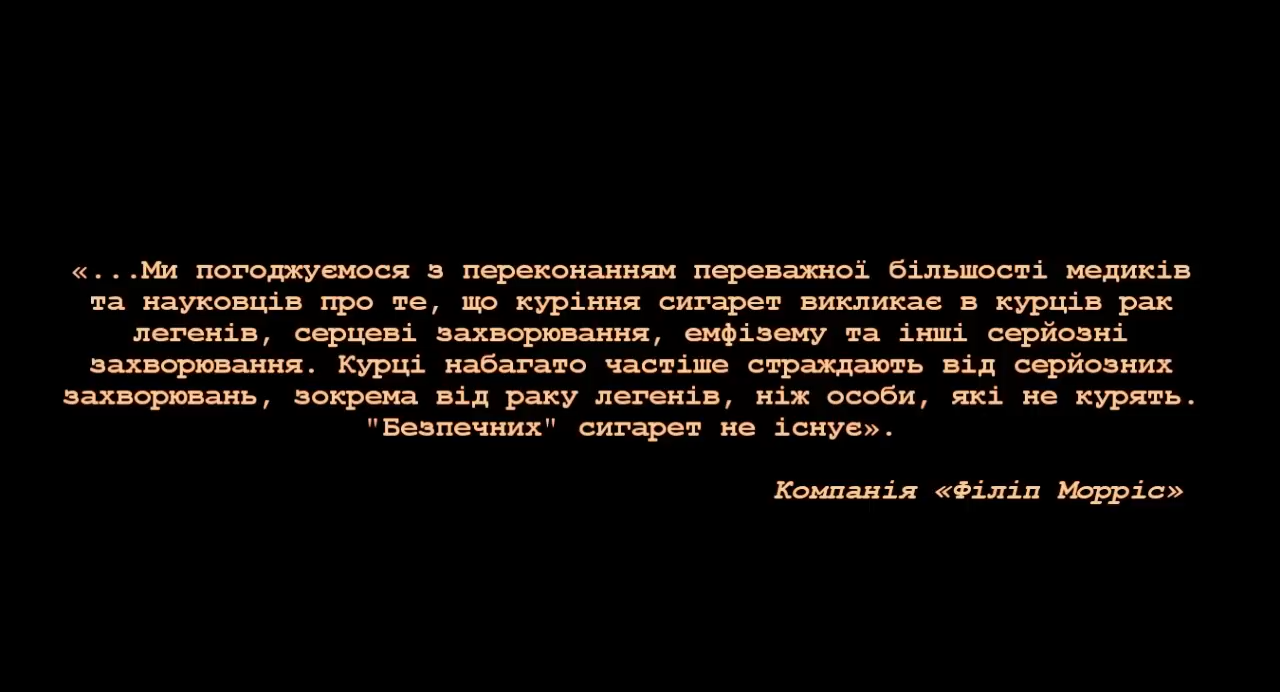 «...Ми погоджуємося з переконанням переважної більшості медиків
та науковців про те, що куріння сигарет викликає в курців рак
легенів, серцеві захворювання, емфізему та інші серйозні
захворювання. Курці набагато частіше страждають від серйозних
захворювань, зокрема від раку легенів, ніж особи, які не курять.
"Безпечних" сигарет не існує».
Компанія «Філіп Морріс»